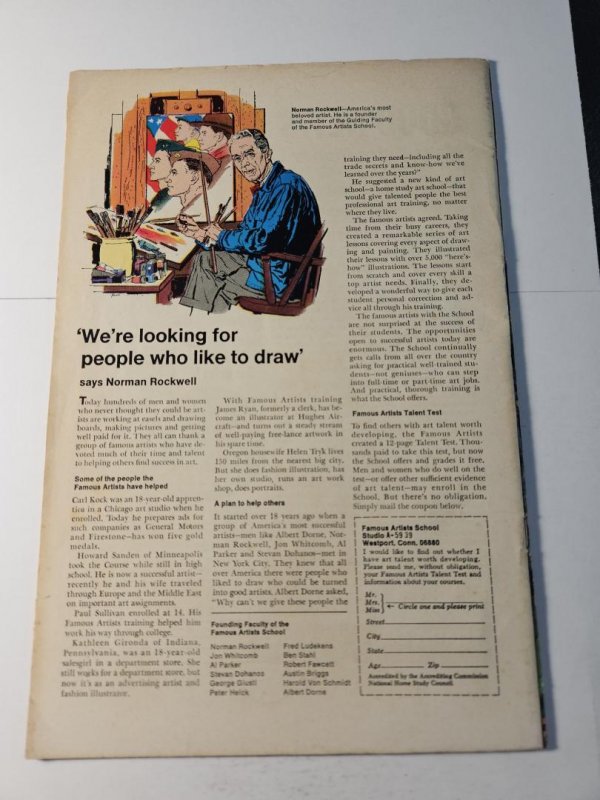 Norman Rockwell—America's most
beloved artist. He is a founder
and member of the Guiding Faculty
of the Famous Artists School.
'We're looking for
people who like to draw'
says Norman Rockwell
Today hundreds of men and women
who never thought they could be art-
ists are working at easels and drawing
boards, making pictures and getting
well paid for it. They all can thank a
group of famous artists who have de-
voted much of their time and talent
to helping others find success in art.
Some of the people the
Famous Artists have helped
Carl Kock was an 18-year-old appren-
tice in a Chicago art studio when he
enrolled. Today he prepares ads for
such companies as General Motors
and Firestone—has won five gold
medals.
Howard Sanden of Minneapolis
took the Course while still in high
school. He is now a successful artist—
recently he and his wife traveled
through Europe and the Middle East
on important art assignments.
Paul Sullivan enrolled at 14. His
Famous Artists training helped him
work his way through college.
Kathleen Gironda of Indiana,
Pennsylvania, was an 18-year-old
salesgirl in a department store. She
still works for a department store, but
now it's as an advertising artist and
fashion illustrator.
With Famous Artists training
James Ryan, formerly a clerk, has be-
come an illustrator at Hughes Air-
craft—and turns out a steady stream
of well-paying free-lance artwork in
his spare time.
Oregon housewife Helen Tryk lives
150 miles from the nearest big city.
But she does fashion illustration, has
her own studio, runs an art work
shop, does portraits.
A plan to help others
It started over 18 years ago when a
group of America's most successful
artists—men like Albert Dorne, Nor-
man Rockwell, Jon Whitcomb, Al
Parker and Stevan Dohanos—met in
New York City. They knew that all
over America there were people who
liked to draw who could be turned
into good artists. Albert Dorne asked,
"Why can't we give these people the
Founding Faculty of the
Famous Artists School
Norman Rockwell Fred Ludekens
Jon Whitcomb Ben Stahl
Al Parker Robert Fawcett
Stevan Dohanos Austin Briggs
George Giusti Harold Von Schmidt
Peter Helck Albert Dorne
training they need—including all the
trade secrets and know-how we've
learned over the years?"
He suggested a new kind of art
school—a home study art school—that
would give talented people the best
professional art training, no matter
where they live.
The famous artists agreed. Taking
time from their busy careers, they
created a remarkable series of art
lessons covering every aspect of draw-
ing and painting. They illustrated
their lessons with over 5,000 "here's-
how" illustrations. The lessons start
from scratch and cover every skill a
top artist needs. Finally, they de-
veloped a wonderful way to give each
student personal correction and ad-
vice all through his training.
The famous artists with the School
are not surprised at the success of
their students. The opportunities
open to successful artists today are
enormous. The School continually
gets calls from all over the country
asking for practical well-trained stu-
dents—not geniuses—who can step
into full-time or part-time art jobs.
And practical, thorough training is
what the School offers.
Famous Artists Talent Test
To find others with art talent worth
developing, the Famous Artists
created a 12-page Talent Test. Thou-
sands paid to take this test, but now
the School offers and grades it free.
Men and women who do well on the
test—or offer other sufficient evidence
of art talent—may enroll in the
School. But there's no obligation.
Simply mail the coupon below.
Famous Artists School
Studio A-5939
Westport, Conn. 06880
I would like to find out whether I
have art talent worth developing.
Please send me, without obligation,
your Famous Artists Talent Test and
information about your courses.
Mr.
Mrs. Circle one and please print
Miss
Street
City
State
Age Zip
Accredited by the Accrediting Commission
National Home Study Council.